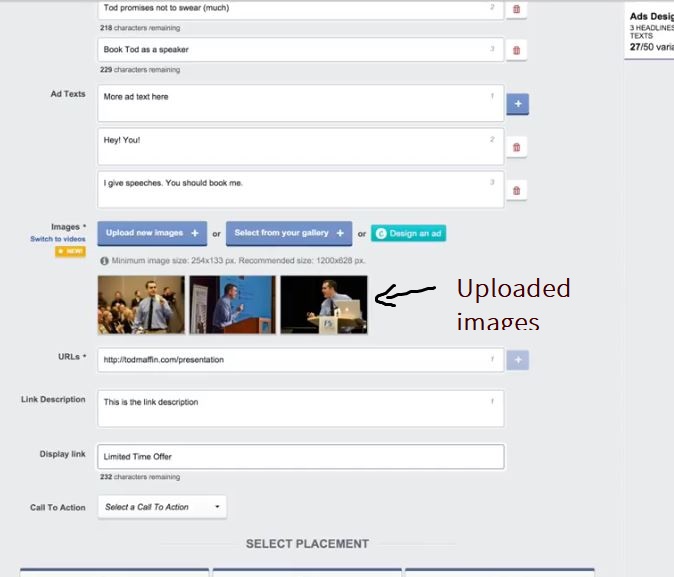 Tod promises not to swear (much) 2
218 characters remaining
Book Tod as a speaker 3
229 characters remaining
Ads Desig
3 HEADLINES
TEXTS
27/50 varia
Ad Texts
More ad text here 1
Hey! You! 2
I give speeches. You should book me. 3
Images *
Switch to videos
NEW!
Upload new images + or Select from your gallery + or Design an ad
Minimum image size: 254x133 px. Recommended size: 1200x628 px.
Uploaded
images
URLs * http://todmaffin.com/presentation 1
Link Description This is the link description 1
Display link Limited Time Offer
232 characters remaining
Call To Action Select a Call To Action
SELECT PLACEMENT